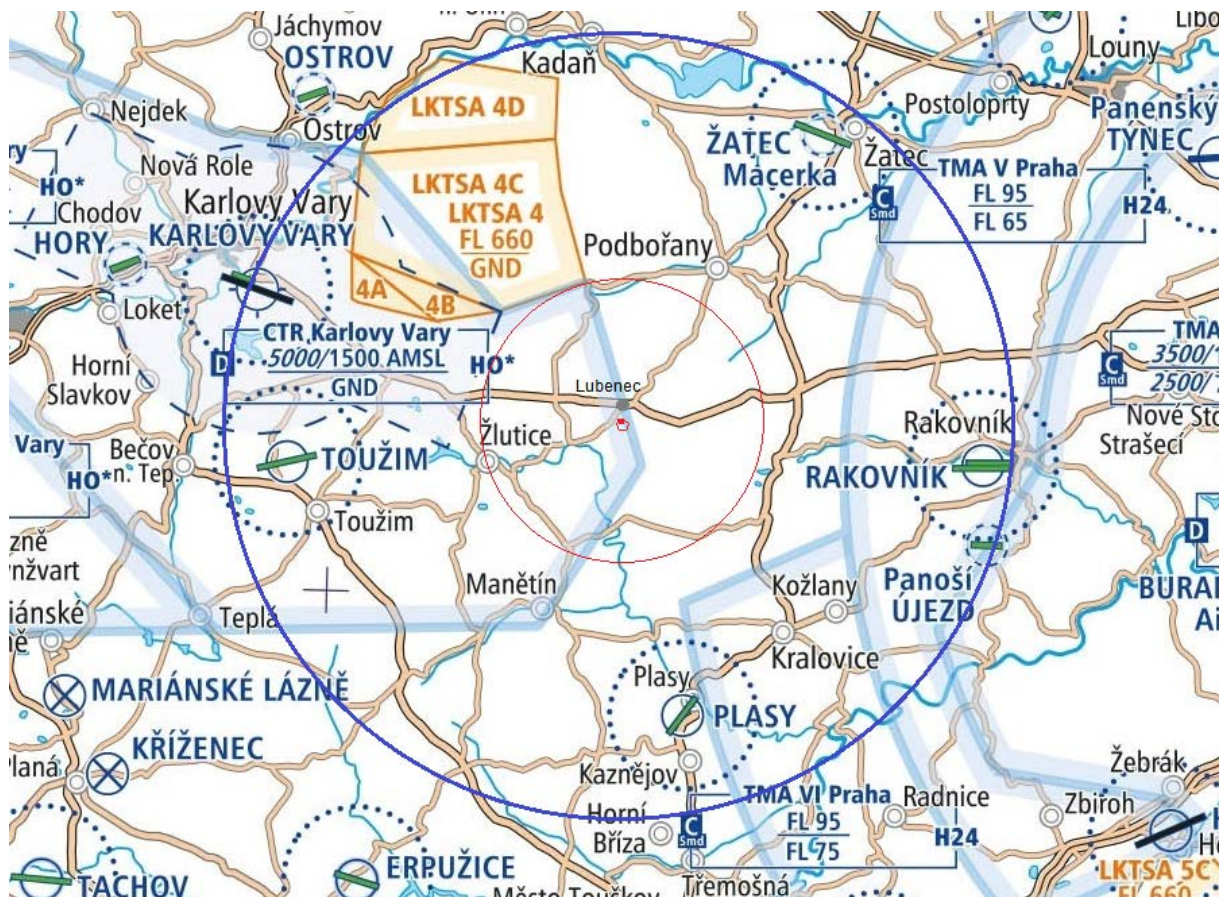 Jáchymov
OSTROV
Kadaň
Louny
Nejdek
Ostrov
LKTSA 4D
Postoloprty
Panenský
TÝNEC
ŽATEC
Macerka
Žatec
Nová Role
HO*
Chodov
HORY
Karlovy Vary
KARLOVY VARY
LKTSA 4C
LKTSA 4
FL 660
GND
TMA V Praha
FL 95
FL 65
C
Smd
H24
Podbořany
4A
4B
Loket
CTR Karlovy Vary
5000/1500 AMSL
GND
D
HO*
Horní
Slavkov
Lubenec
TMA
3500/
2500/
C
Smd
Nové
Strašecí
Rakovník
RAKOVNÍK
Vary
HO*
Bečov
n. Tep.
TOUŽIM
Žlutice
Toužim
D
Manětín
Kožlany
Panoší
ÚJEZD
Teplá
Kralovice
MARIÁNSKÉ LÁZNĚ
Plasy
PLASY
KŘÍŽENEC
Planá
Kaznějov
Žebrák
TMA VI Praha
FL 95
FL 75
C
Smd
H24
Radnice
Zbiroh
Horní
Bříza
ERPUŽICE
TACHOV
Třemošná
Město Touškov
LKTSA 5C
FL 660